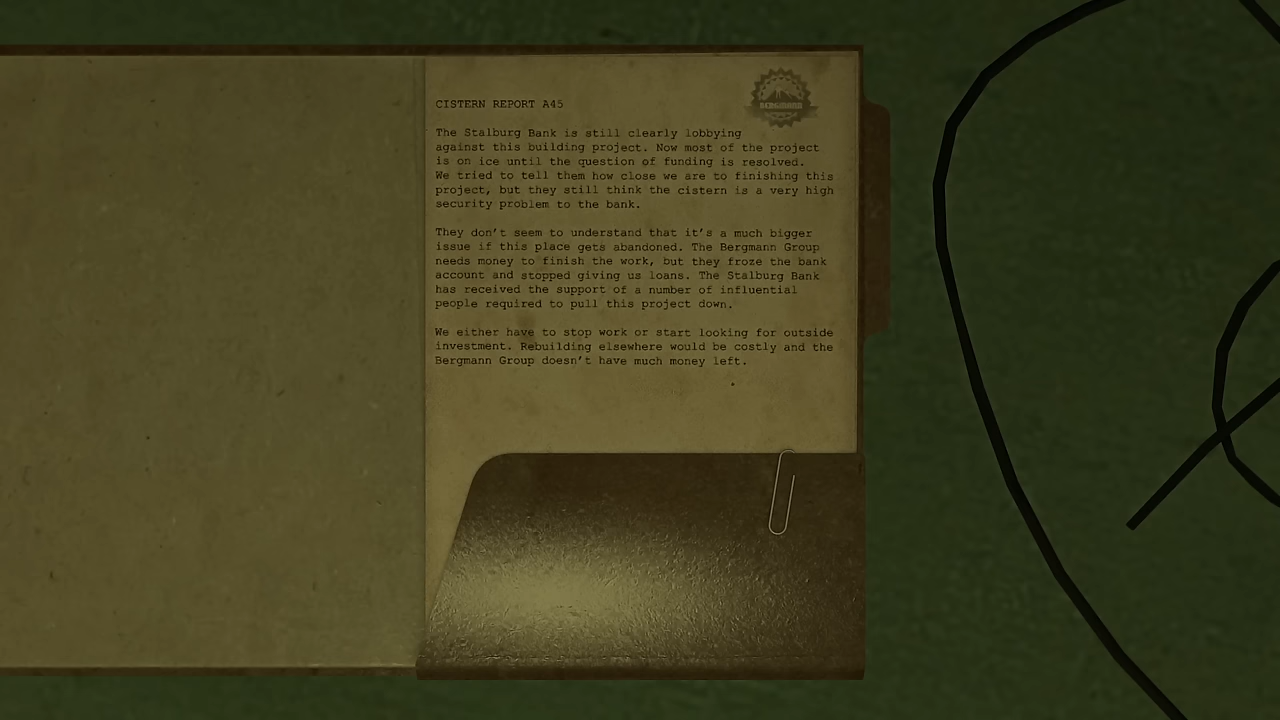 BERGMANN
CISTERN REPORT A45
The Stalburg Bank is still clearly lobbying
against this building project. Now most of the project
is on ice until the question of funding is resolved.
We tried to tell them how close we are to finishing this
project, but they still think the cistern is a very high
security problem to the bank.
They don't seem to understand that it's a much bigger
issue if this place gets abandoned. The Bergmann Group
needs money to finish the work, but they froze the bank
account and stopped giving us loans. The Stalburg Bank
has received the support of a number of influential
people required to pull this project down.
We either have to stop work or start looking for outside
investment. Rebuilding elsewhere would be costly and the
Bergmann Group doesn't have much money left.